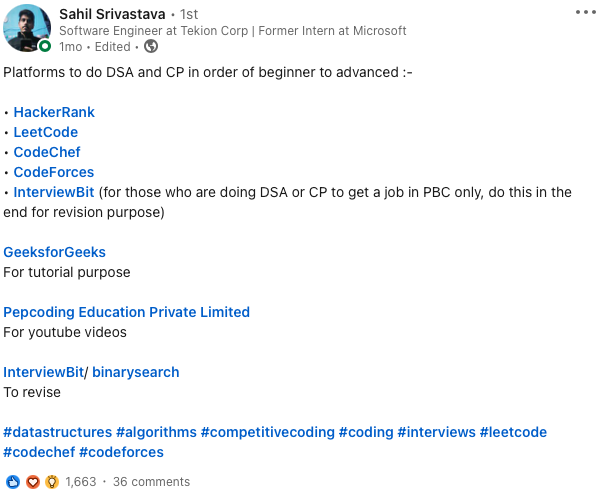 Sahil Srivastava • 1st
Software Engineer at Tekion Corp | Former Intern at Microsoft
1mo • Edited •
Platforms to do DSA and CP in order of beginner to advanced :-
• HackerRank
• LeetCode
• CodeChef
• CodeForces
• InterviewBit (for those who are doing DSA or CP to get a job in PBC only, do this in the
end for revision purpose)
GeeksforGeeks
For tutorial purpose
Pepcoding Education Private Limited
For youtube videos
InterviewBit/ binarysearch
To revise
#datastructures #algorithms #competitivecoding #coding #interviews #leetcode
#codechef #codeforces
1,663 • 36 comments